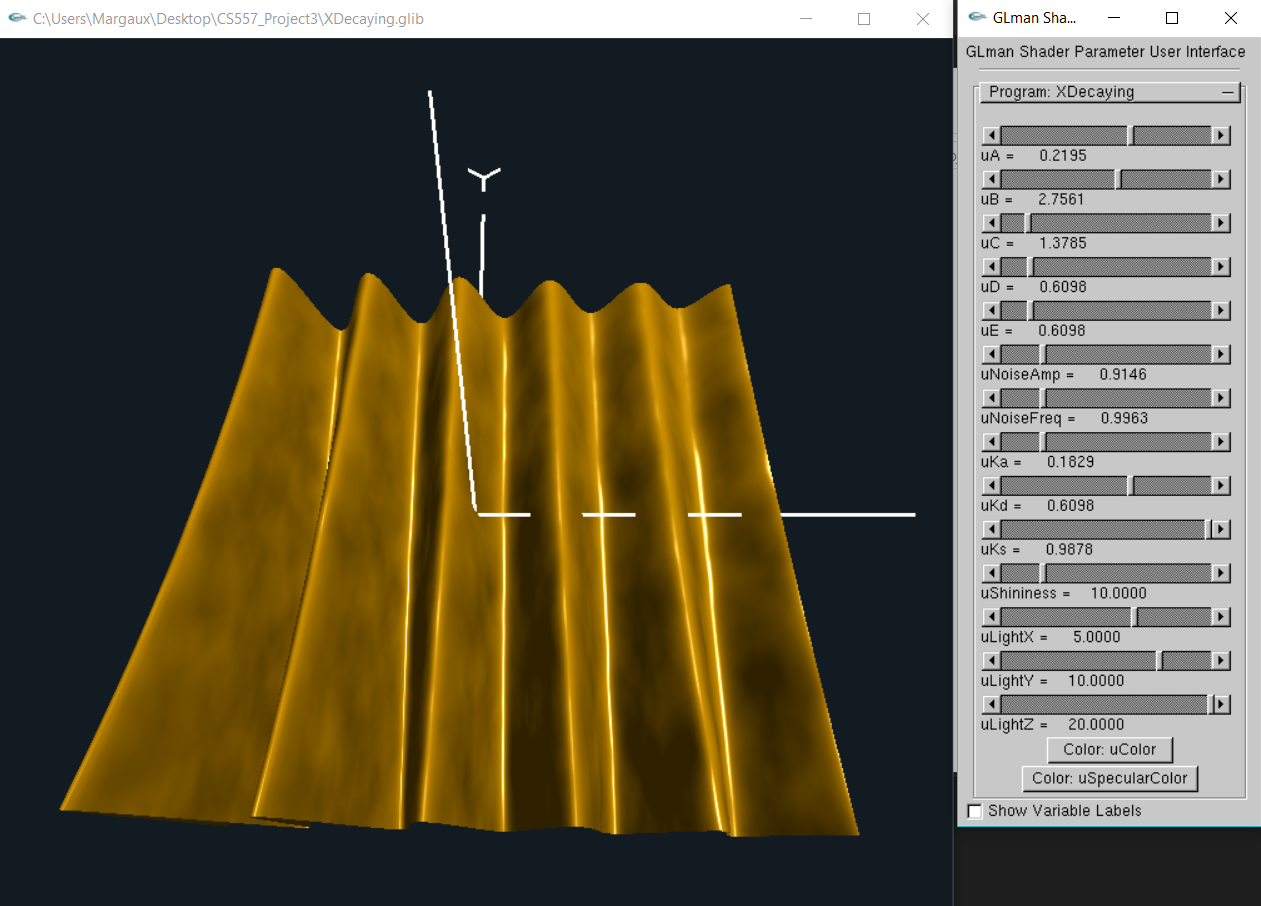 C:\Users\Margaux\Desktop\CS557_Project3\XDecaying.glib
GLman Sha...
GLman Shader Parameter User Interface
Program: XDecaying
uA = 0.2195
uB = 2.7561
uC = 1.3785
uD = 0.6098
uE = 0.6098
uNoiseAmp = 0.9146
uNoiseFreq = 0.9963
uKa = 0.1829
uKd = 0.6098
uKs = 0.9878
uShininess = 10.0000
uLightX = 5.0000
uLightY = 10.0000
uLightZ = 20.0000
Color: uColor
Color: uSpecularColor
Show Variable Labels
Y